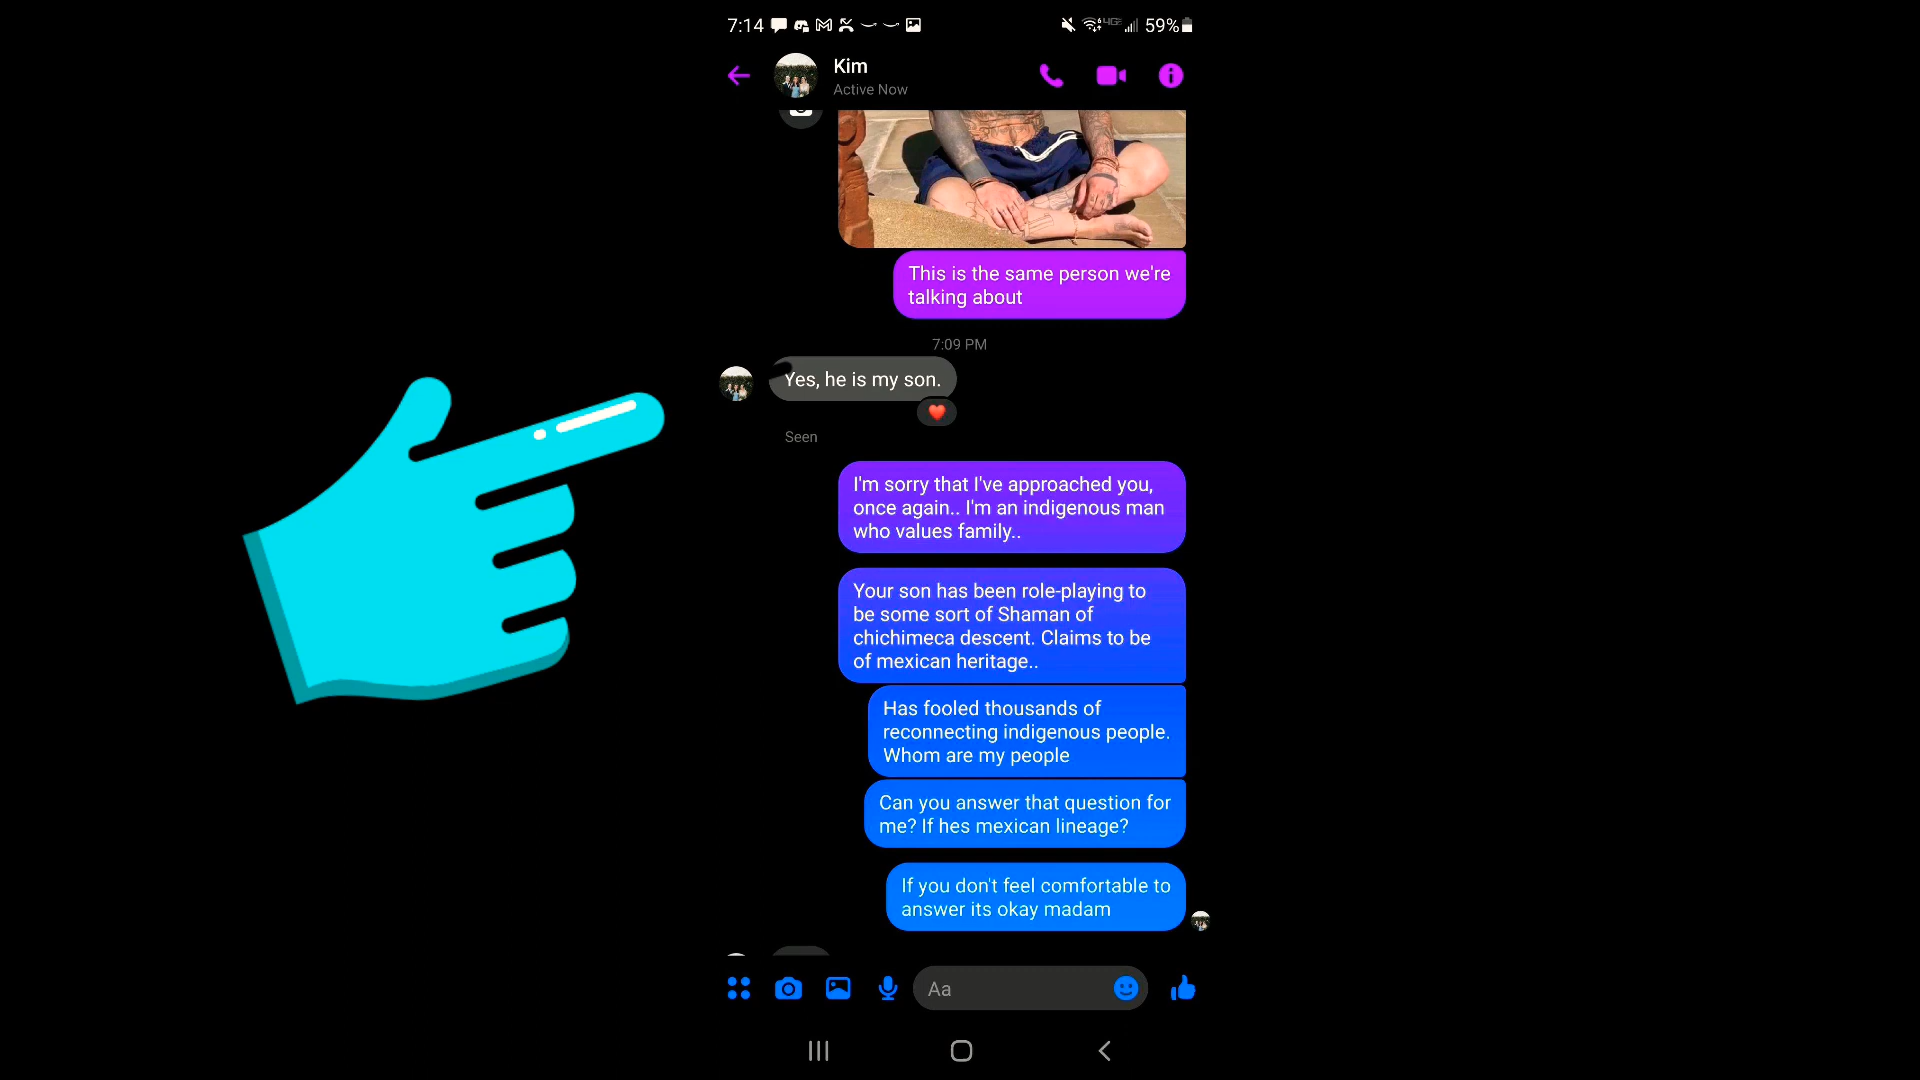 7:14
4GE
59%
Kim
Active Now
This is the same person we're
talking about
7:09 PM
Yes, he is my son.
Seen
I'm sorry that I've approached you,
once again.. I'm an indigenous man
who values family..
Your son has been role-playing to
be some sort of Shaman of
chichimeca descent. Claims to be
of mexican heritage..
Has fooled thousands of
reconnecting indigenous people.
Whom are my people
Can you answer that question for
me? If hes mexican lineage?
If you don't feel comfortable to
answer its okay madam
Aa